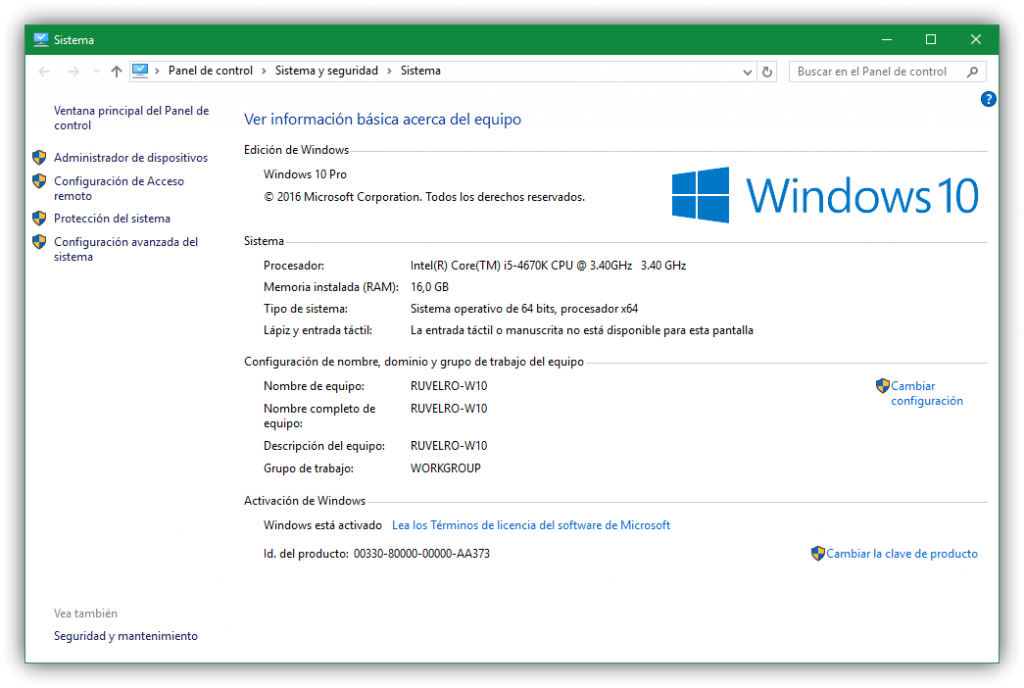 Sistema
Panel de control > Sistema y seguridad > Sistema
Buscar en el Panel de control
Ventana principal del Panel de
control
Administrador de dispositivos
Configuración de Acceso
remoto
Protección del sistema
Configuración avanzada del
sistema
Vea también
Seguridad y mantenimiento
?
Ver información básica acerca del equipo
Edición de Windows
Windows 10 Pro
© 2016 Microsoft Corporation. Todos los derechos reservados.
Windows 10
Sistema
Procesador: Intel(R) Core(TM) i5-4670K CPU @ 3.40GHz 3.40 GHz
Memoria instalada (RAM): 16,0 GB
Tipo de sistema: Sistema operativo de 64 bits, procesador x64
Lápiz y entrada táctil: La entrada táctil o manuscrita no está disponible para esta pantalla
Configuración de nombre, dominio y grupo de trabajo del equipo
Nombre de equipo: RUVELRO-W10
Cambiar
configuración
Nombre completo de
equipo: RUVELRO-W10
Descripción del equipo: RUVELRO-W10
Grupo de trabajo: WORKGROUP
Activación de Windows
Windows está activado Lea los Términos de licencia del software de Microsoft
Id. del producto: 00330-80000-00000-AA373
Cambiar la clave de producto